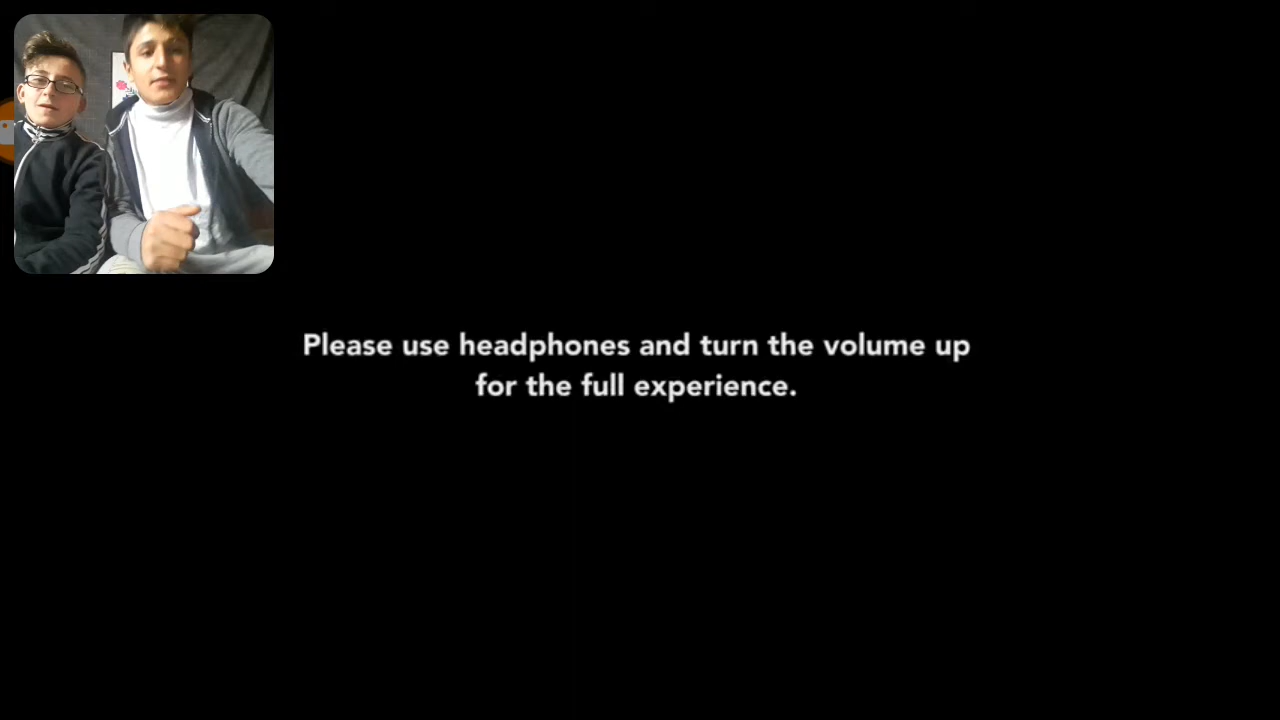 Please use headphones and turn the volume up
for the full experience.